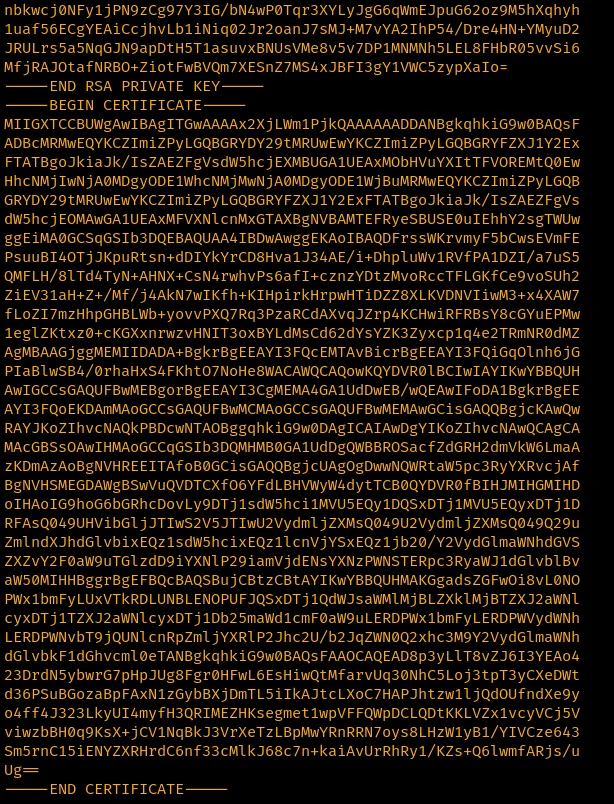 nbkwcj0NFy1jPN9zCg97Y3IG/bN4wP0Tqr3XYLyJgG6qWmEJpuG62oz9M5hXqhyh
1uaf56ECgYEAiCcjhvLb1iNiq02Jr2oanJ7sMJ+M7vYA2IhP54/Dre4HN+YMyuD2
JRULrs5a5NqGJN9apDtH5T1asuvxBNUsVMe8v5v7DP1MNMNh5LEL8FHbR05vvSi6
MfjRAJOtafNRBO+ZiotFwBVQm7XESnZ7MS4xJBFI3gY1VWC5zypXaIo=
-----END RSA PRIVATE KEY-----
-----BEGIN CERTIFICATE-----
MIIGXTCCBUWgAwIBAgITGwAAAAx2XjLWm1PjkQAAAAAADDANBgkqhkiG9w0BAQsF
ADBcMRMwEQYKCZImiZPyLGQBGRYDY29tMRUwEwYKCZImiZPyLGQBGRYFZXJ1Y2Ex
FTATBgoJkiaJk/IsZAEZFgVsdW5hcjEXMBUGA1UEAxMObHVuYXItTFVOREMtQ0Ew
HhcNMjIwNjA0MDgyODE1WhcNMjMwNjA0MDgyODE1WjBuMRMwEQYKCZImiZPyLGQB
GRYDY29tMRUwEwYKCZImiZPyLGQBGRYFZXJ1Y2ExFTATBgoJkiaJk/IsZAEZFgVs
dW5hcjEOMAwGA1UEAxMFVXNlcnMxGTAXBgNVBAMTEFRyeSBUSE0uIEhhY2sgTWUw
ggEiMA0GCSqGSIb3DQEBAQUAA4IBDwAwggEKAoIBAQDFrssWKrvmyF5bCwsEVmFE
PsuuBI4OTjJKpuRtsn+dDIYkYrCD8Hva1J34AE/i+DhpluWv1RVfPA1DZI/a7uS5
QMFLH/8lTd4TyN+AHNX+CsN4rwhvPs6afI+cznzYDtzMvoRccTFLGKfCe9voSUh2
ZiEV31aH+Z+/Mf/j4AkN7wIKfh+KIHpirkHrpwHTiDZZ8XLKVDNVIiwM3+x4XAW7
fLoZI7mzHhpGHBLWb+yovvPXQ7Rq3PzaRCdAXvqJZrp4KCHwiRFRBsY8cGYuEPMw
1eglZKtxz0+cKGXxnrwzvHNIT3oxBYLdMsCd62dYsYZK3Zyxcp1q4e2TRmNR0dMZ
AgMBAAGjggMEMIIDADA+BgkrBgEEAYI3FQcEMTAvBicrBgEEAYI3FQiGqOlnh6jG
PIaBlwSB4/0rhaHxS4FKhtO7NoHe8WACAWQCAQowKQYDVR0lBCIwIAYIKwYBBQUH
AwIGCCsGAQUFBwMEBgorBgEEAYI3CgMEMA4GA1UdDwEB/wQEAwIFoDA1BgkrBgEE
AYI3FQoEKDAmMAoGCCsGAQUFBwMCMAoGCCsGAQUFBwMEMAwGCisGAQQBgjcKAwQw
RAYJKoZIhvcNAQkPBDcwNTAOBggqhkiG9w0DAgICAIAwDgYIKoZIhvcNAwQCAgCA
MAcGBSsOAwIHMAoGCCqGSIb3DQMHMB0GA1UdDgQWBBROSacfZdGRH2dmVkW6LmaA
zKDmAzAoBgNVHREEITAfoB0GCisGAQQBgjcUAgOgDwwNQWRtaW5pc3RyYXRvcjAf
BgNVHSMEGDAWgBSwVuQVDTCXfO6YFdLBHVWyW4dytTCB0QYDVR0fBIHJMIHGMIHD
oIHAoIG9hoG6bGRhcDovLy9DTj1sdW5hci1MVU5EQy1DQSxDTj1MVU5EQyxDTj1D
RFAsQ049UHVibGljJTIwS2V5JTIwU2VydmljZXMsQ049U2VydmljZXMsQ049Q29u
ZmlndXJhdGlvbixEQz1sdW5hcixEQz1lcnVjYSxEQz1jb20/Y2VydGlmaWNhdGVS
ZXZvY2F0aW9uTGlzdD9iYXNlP29iamVjdENsYXNzPWNSTERpc3RyaWJ1dGlvblBv
aW50MIHHBggrBgEFBQcBAQSBujCBtzCBtAYIKwYBBQUHMAKGgadsZGFwOi8vL0NO
PWx1bmFyLUxVTkRDLUNBLENOPUFJQSxDTj1QdWJsaWMlMjBLZXklMjBTZXJ2aWNl
cyxDTj1TZXJ2aWNlcyxDTj1Db25maWd1cmF0aW9uLERDPWx1bmFyLERDPWVydWNh
LERDPWNvbT9jQUNlcnRpZmljYXRlP2Jhc2U/b2JqZWN0Q2xhc3M9Y2VydGlmaWNh
dGlvbkF1dGhvcml0eTANBgkqhkiG9w0BAQsFAAOCAQEAD8p3yLlT8vZJ6I3YEAo4
23DrdN5ybwrG7pHpJUg8Fgr0HFwL6EsHiwQtMfarvUq30NhC5Loj3tpT3yCXeDWt
d36PSuBGozaBpFAxN1zGybBXjDmTL5iIkAJtcLXoC7HAPJhtzw1ljQdOUfndXe9y
o4ff4J323LkyUI4myfH3QRIMEZHKsegmet1wpVFFQWpDCLQDtKKLVZx1vcyVCj5V
viwzbBH0q9KsX+jCV1NqBkJ3VrXeTzLBpMwYRnRRN7oys8LHzW1yB1/YIVCze643
Sm5rnC15iENYZXRHrdC6nf33cMlkJ68c7n+kaiAvUrRhRy1/KZs+Q6lwmfARjs/u
Ug==
-----END CERTIFICATE-----